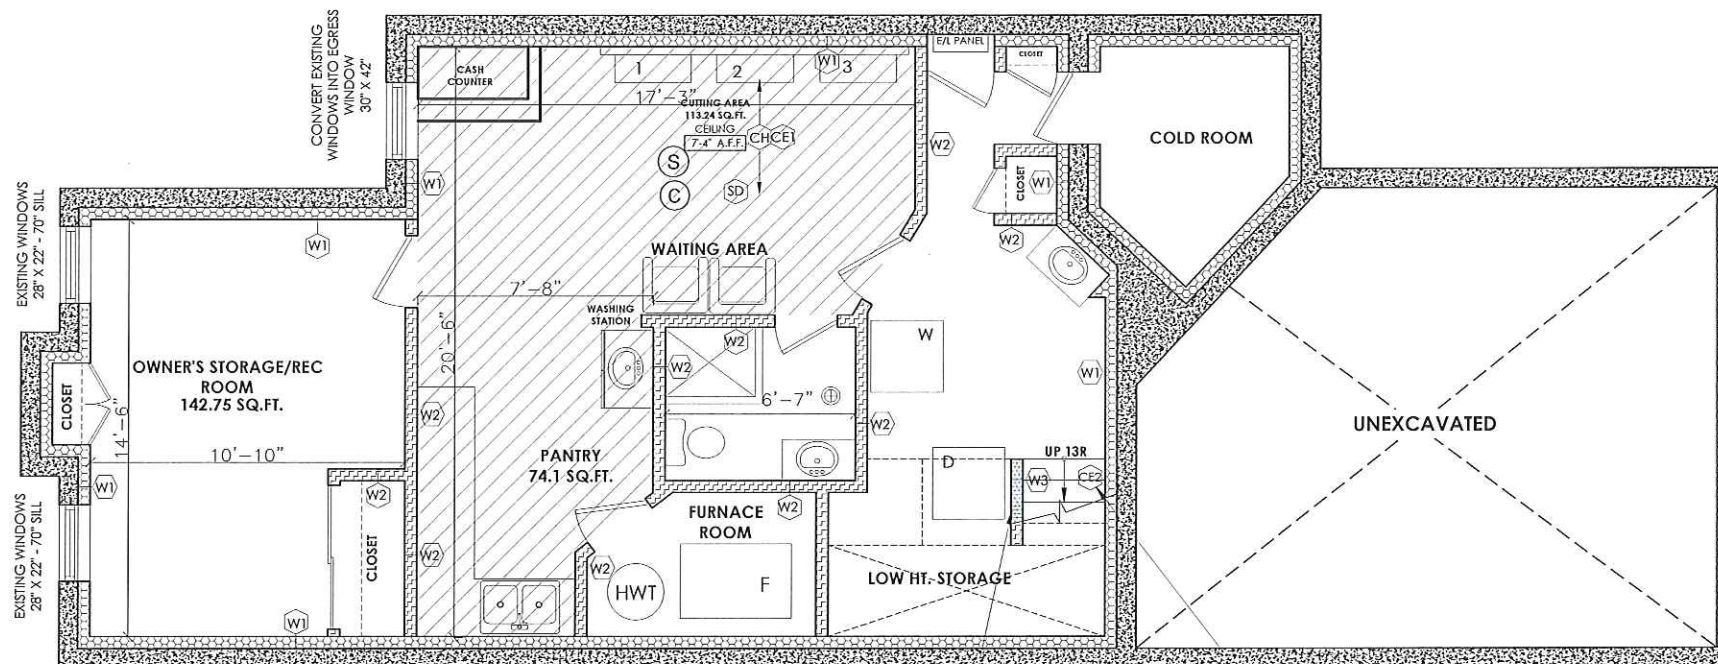 CONVERT EXISTING
WINDOWS INTO EGRESS
WINDOW
30" X 42"
CASH
COUNTER
1
2
3
W1
E/L PANEL
CLOSET
17'-3"
CUTTING AREA
113.24 SQ.FT.
CEILING
7'-4" A.F.F.
CH
CE1
S
C
SD
W2
COLD ROOM
CLOSET
W1
W1
W2
EXISTING WINDOWS
28" X 22" - 70" SILL
W1
WAITING AREA
7'-8"
WASHING
STATION
W2
W2
W
W1
20'-6"
OWNER'S STORAGE/REC
ROOM
142.75 SQ.FT.
CLOSET
14'-6"
10'-10"
W2
6'-7"
W2
UNEXCAVATED
PANTRY
74.1 SQ.FT.
D
UP 13R
W3
CE2
W1
W2
W2
EXISTING WINDOWS
28" X 22" - 70" SILL
FURNACE
ROOM
CLOSET
W2
W2
HWT
F
LOW HT. STORAGE
W1